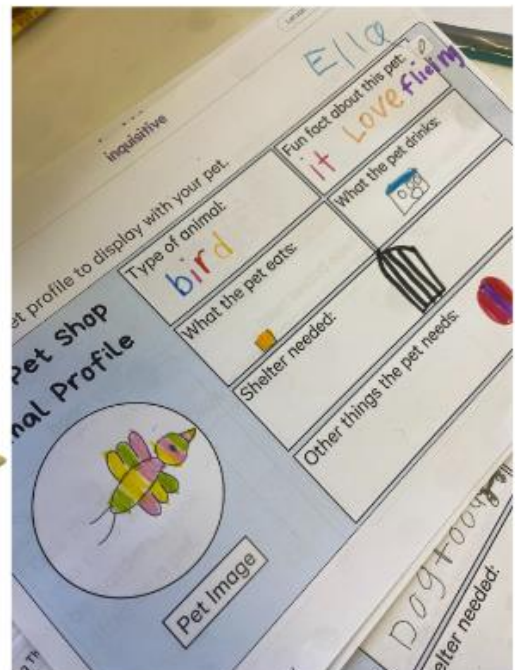 Ella
inquisitive
et profile to display with your pet.
Pet Shop
nal Profile
Pet Image
Type of animal:
bird
Fun fact about this pet:
it Love fliding
What the pet eats:
What the pet drinks:
Shelter needed:
Other things the pet needs:
elter needed: